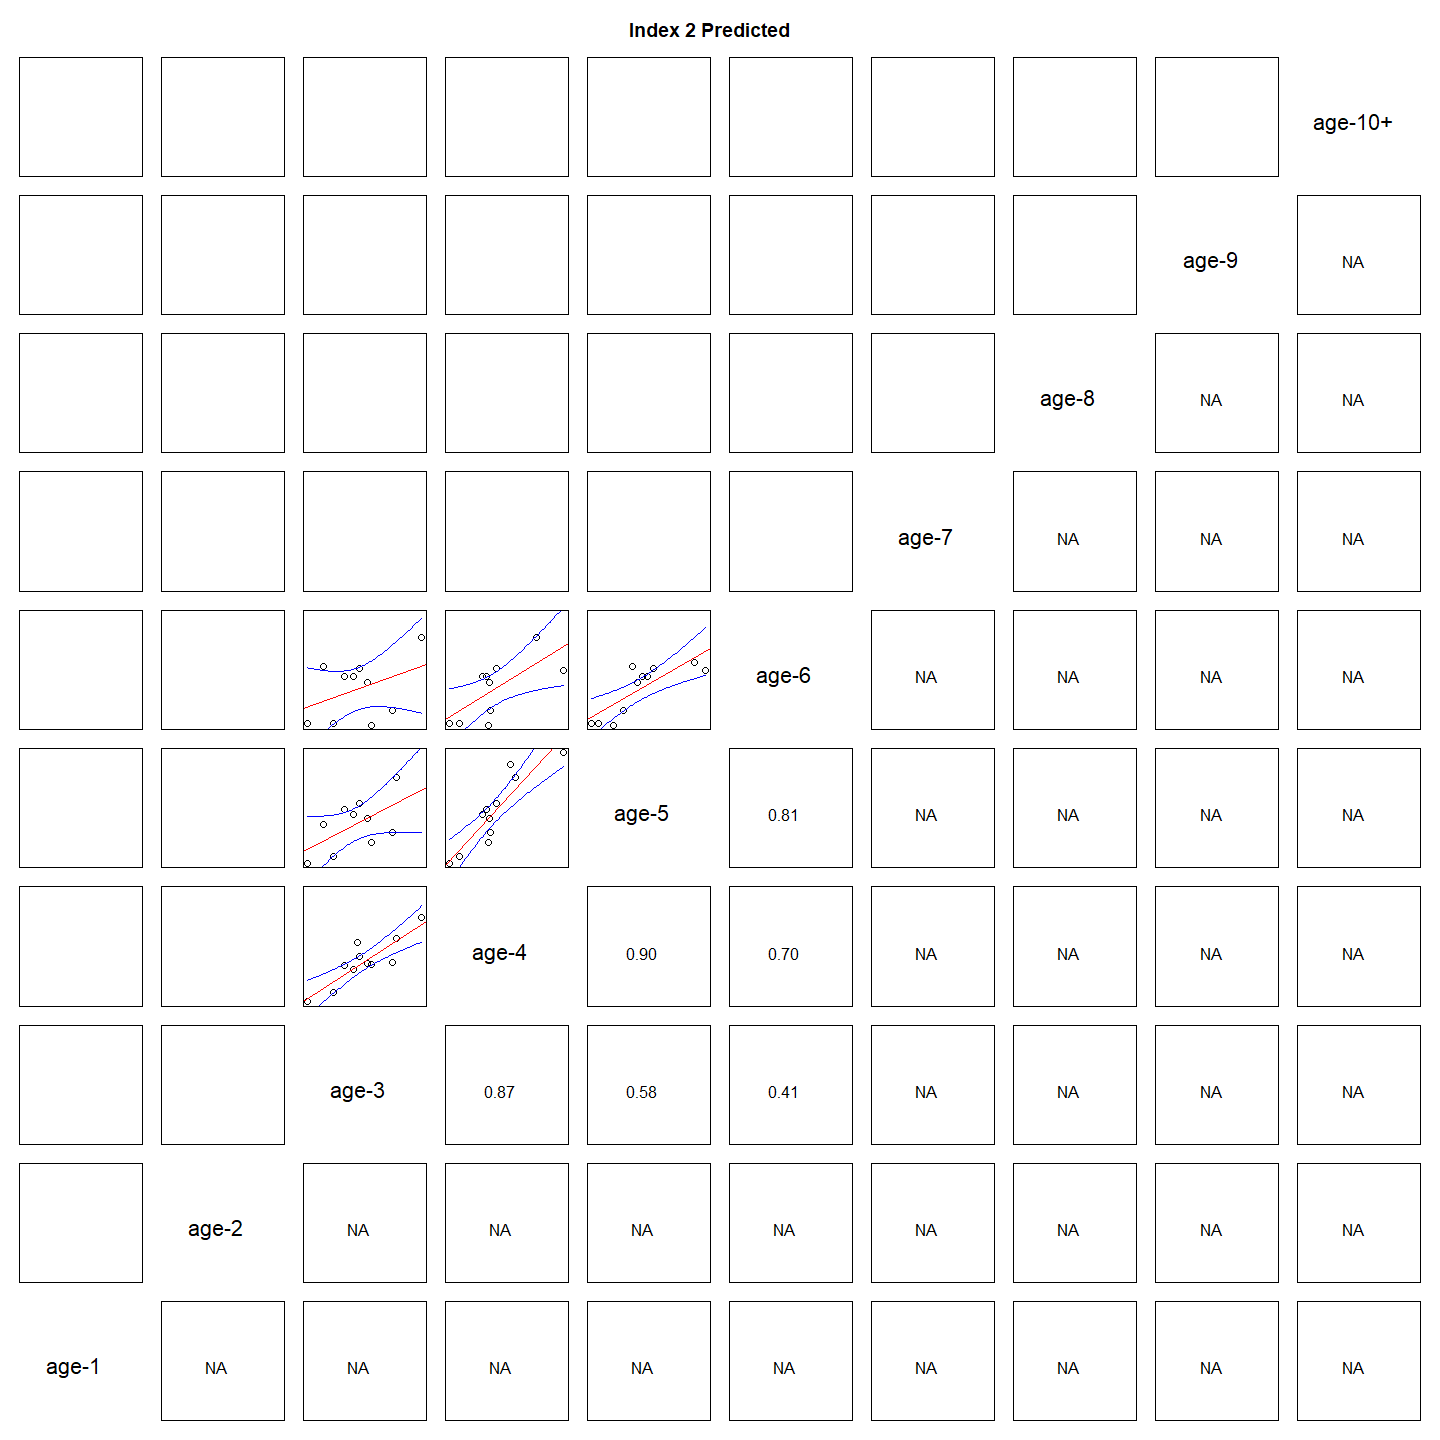 Index 2 Predicted
age-10+
age-9 NA
age-8 NA NA
age-7 NA NA NA
age-6 NA NA NA NA
age-5 0.81 NA NA NA NA
age-4 0.90 0.70 NA NA NA NA
age-3 0.87 0.58 0.41 NA NA NA NA
age-2 NA NA NA NA NA NA NA NA
age-1 NA NA NA NA NA NA NA NA NA